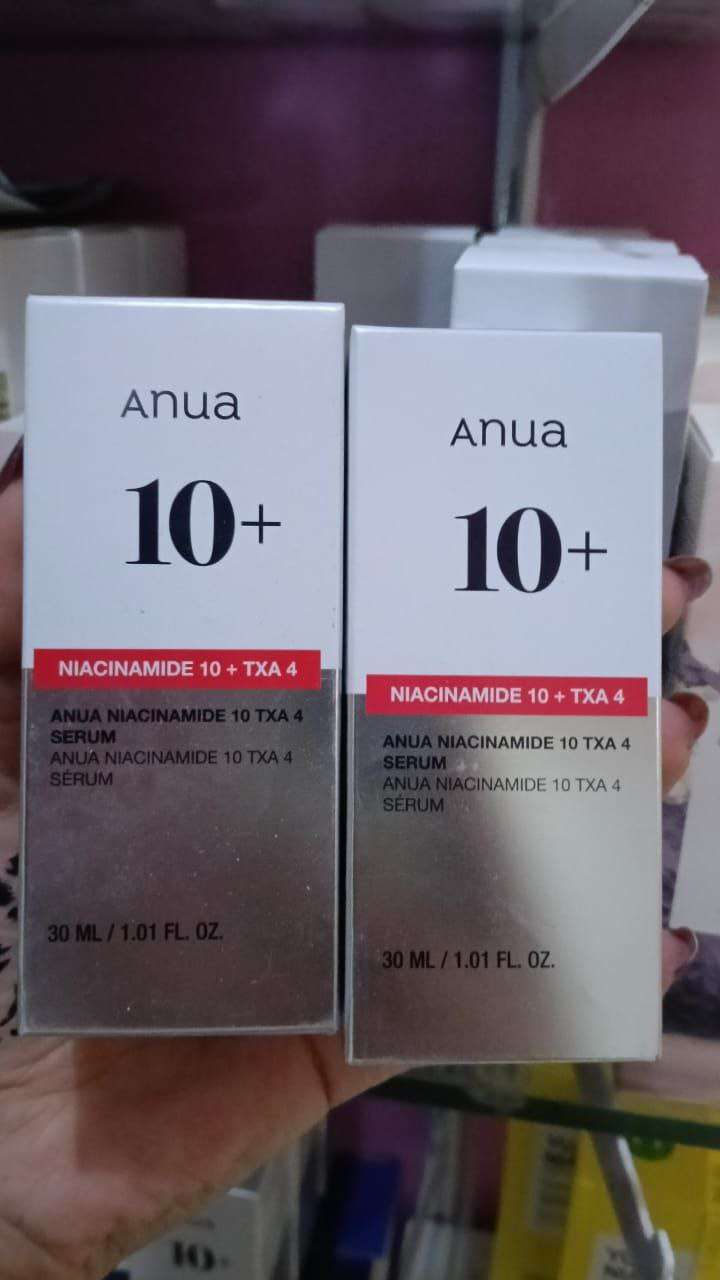 Anua
10+
NIACINAMIDE 10 + TXA 4
ANUA NIACINAMIDE 10 TXA 4
SERUM
ANUA NIACINAMIDE 10 TXA 4
SÉRUM
30 ML / 1.01 FL. OZ.
Anua
10+
NIACINAMIDE 10 + TXA 4
ANUA NIACINAMIDE 10 TXA 4
SERUM
ANUA NIACINAMIDE 10 TXA 4
SÉRUM
30 ML / 1.01 FL. OZ.
10+